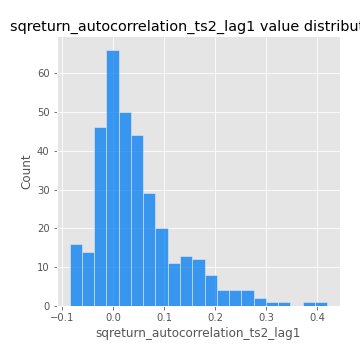 sqreturn_autocorrelation_ts2_lag1 value distribut
Count
60
50
40
30
20
10
0
−0.1 0.0 0.1 0.2 0.3 0.4
sqreturn_autocorrelation_ts2_lag1